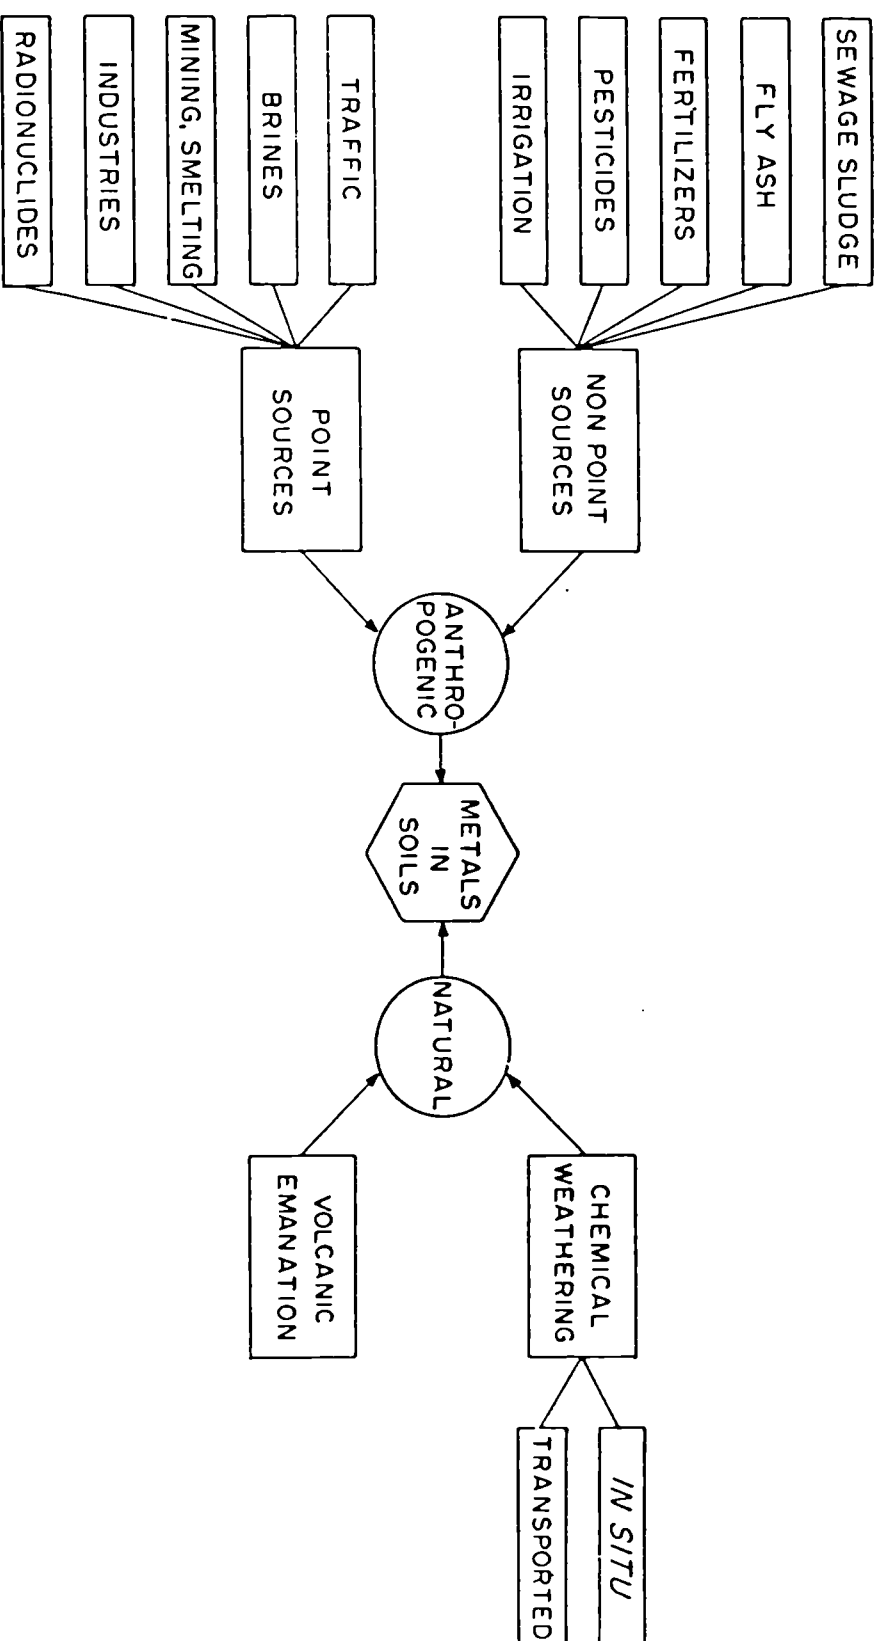 SEWAGE SLUDGE
FLY ASH
FERTILIZERS
PESTICIDES
IRRIGATION
TRAFFIC
BRINES
MINING, SMELTING
INDUSTRIES
RADIONUCLIDES
NON POINT
SOURCES
POINT
SOURCES
ANTHRO-
POGENIC
METALS
IN
SOILS
NATURAL
CHEMICAL
WEATHERING
VOLCANIC
EMANATION
IN SITU
TRANSPORTED